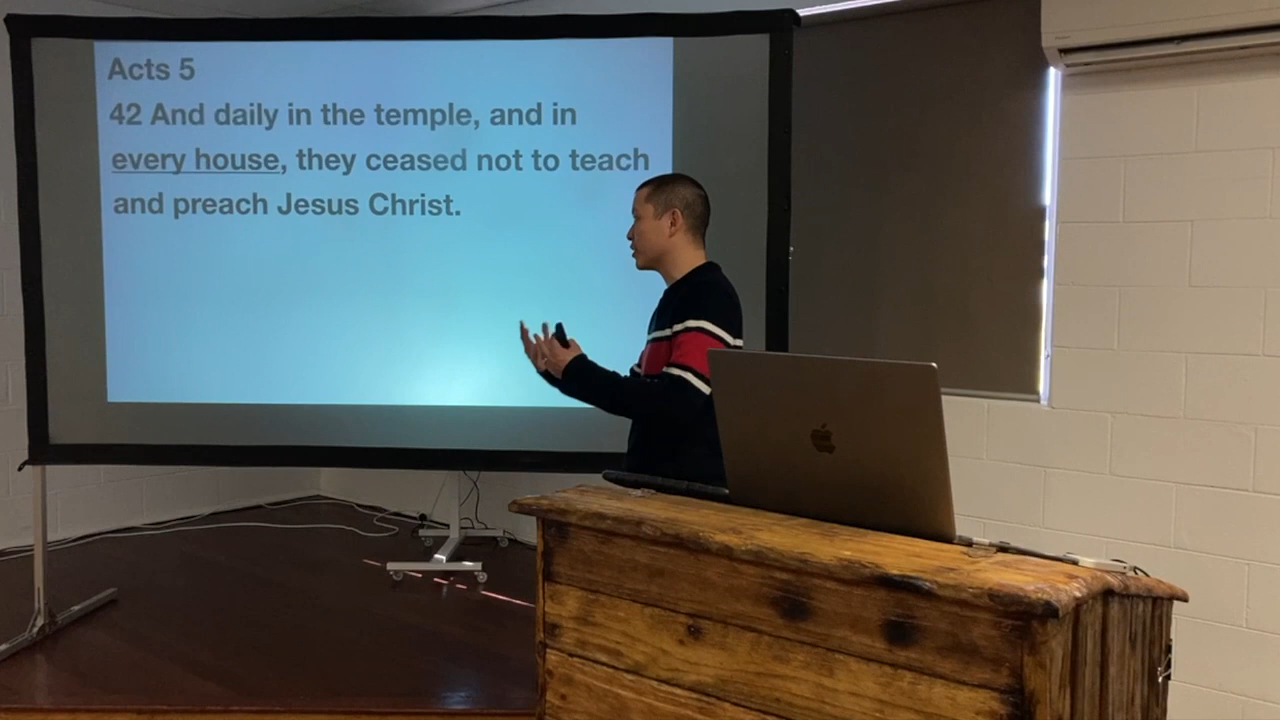 Acts 5
42 And daily in the temple, and in
every house, they ceased not to teach
and preach Jesus Christ.